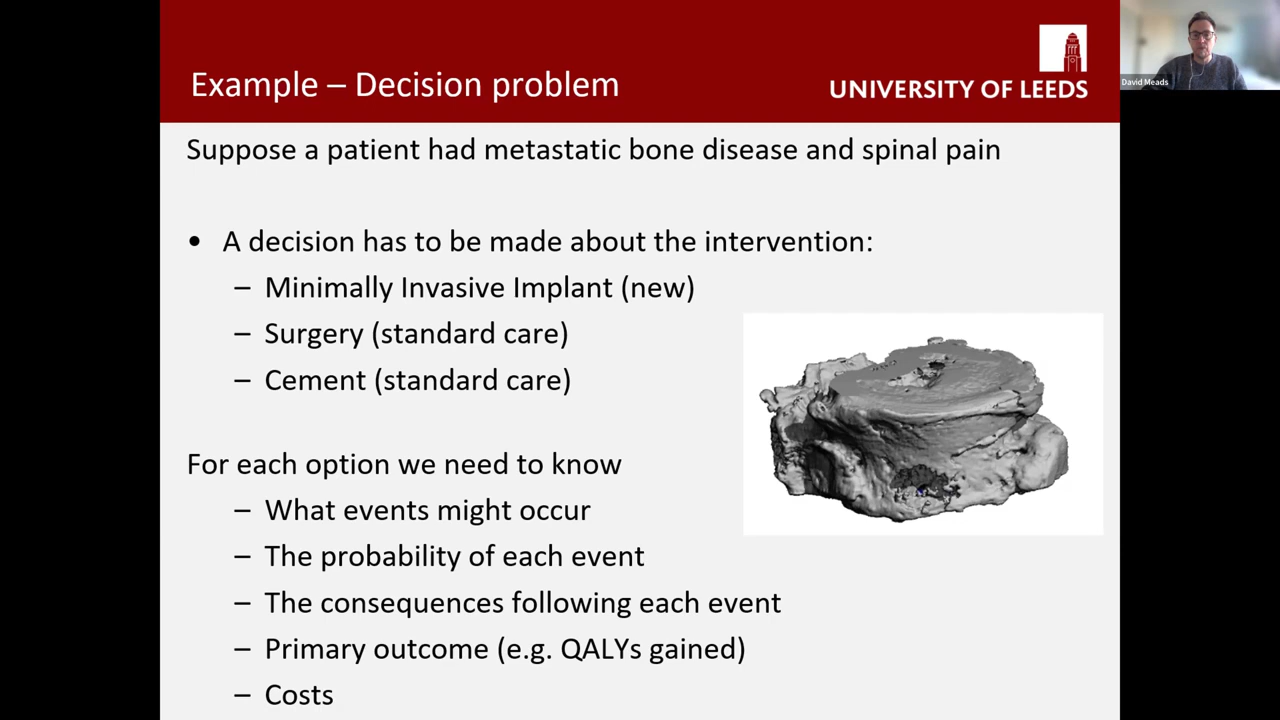 Example – Decision problem
UNIVERSITY OF LEEDS
David Meads
Suppose a patient had metastatic bone disease and spinal pain
• A decision has to be made about the intervention:
– Minimally Invasive Implant (new)
– Surgery (standard care)
– Cement (standard care)
For each option we need to know
– What events might occur
– The probability of each event
– The consequences following each event
– Primary outcome (e.g. QALYs gained)
– Costs